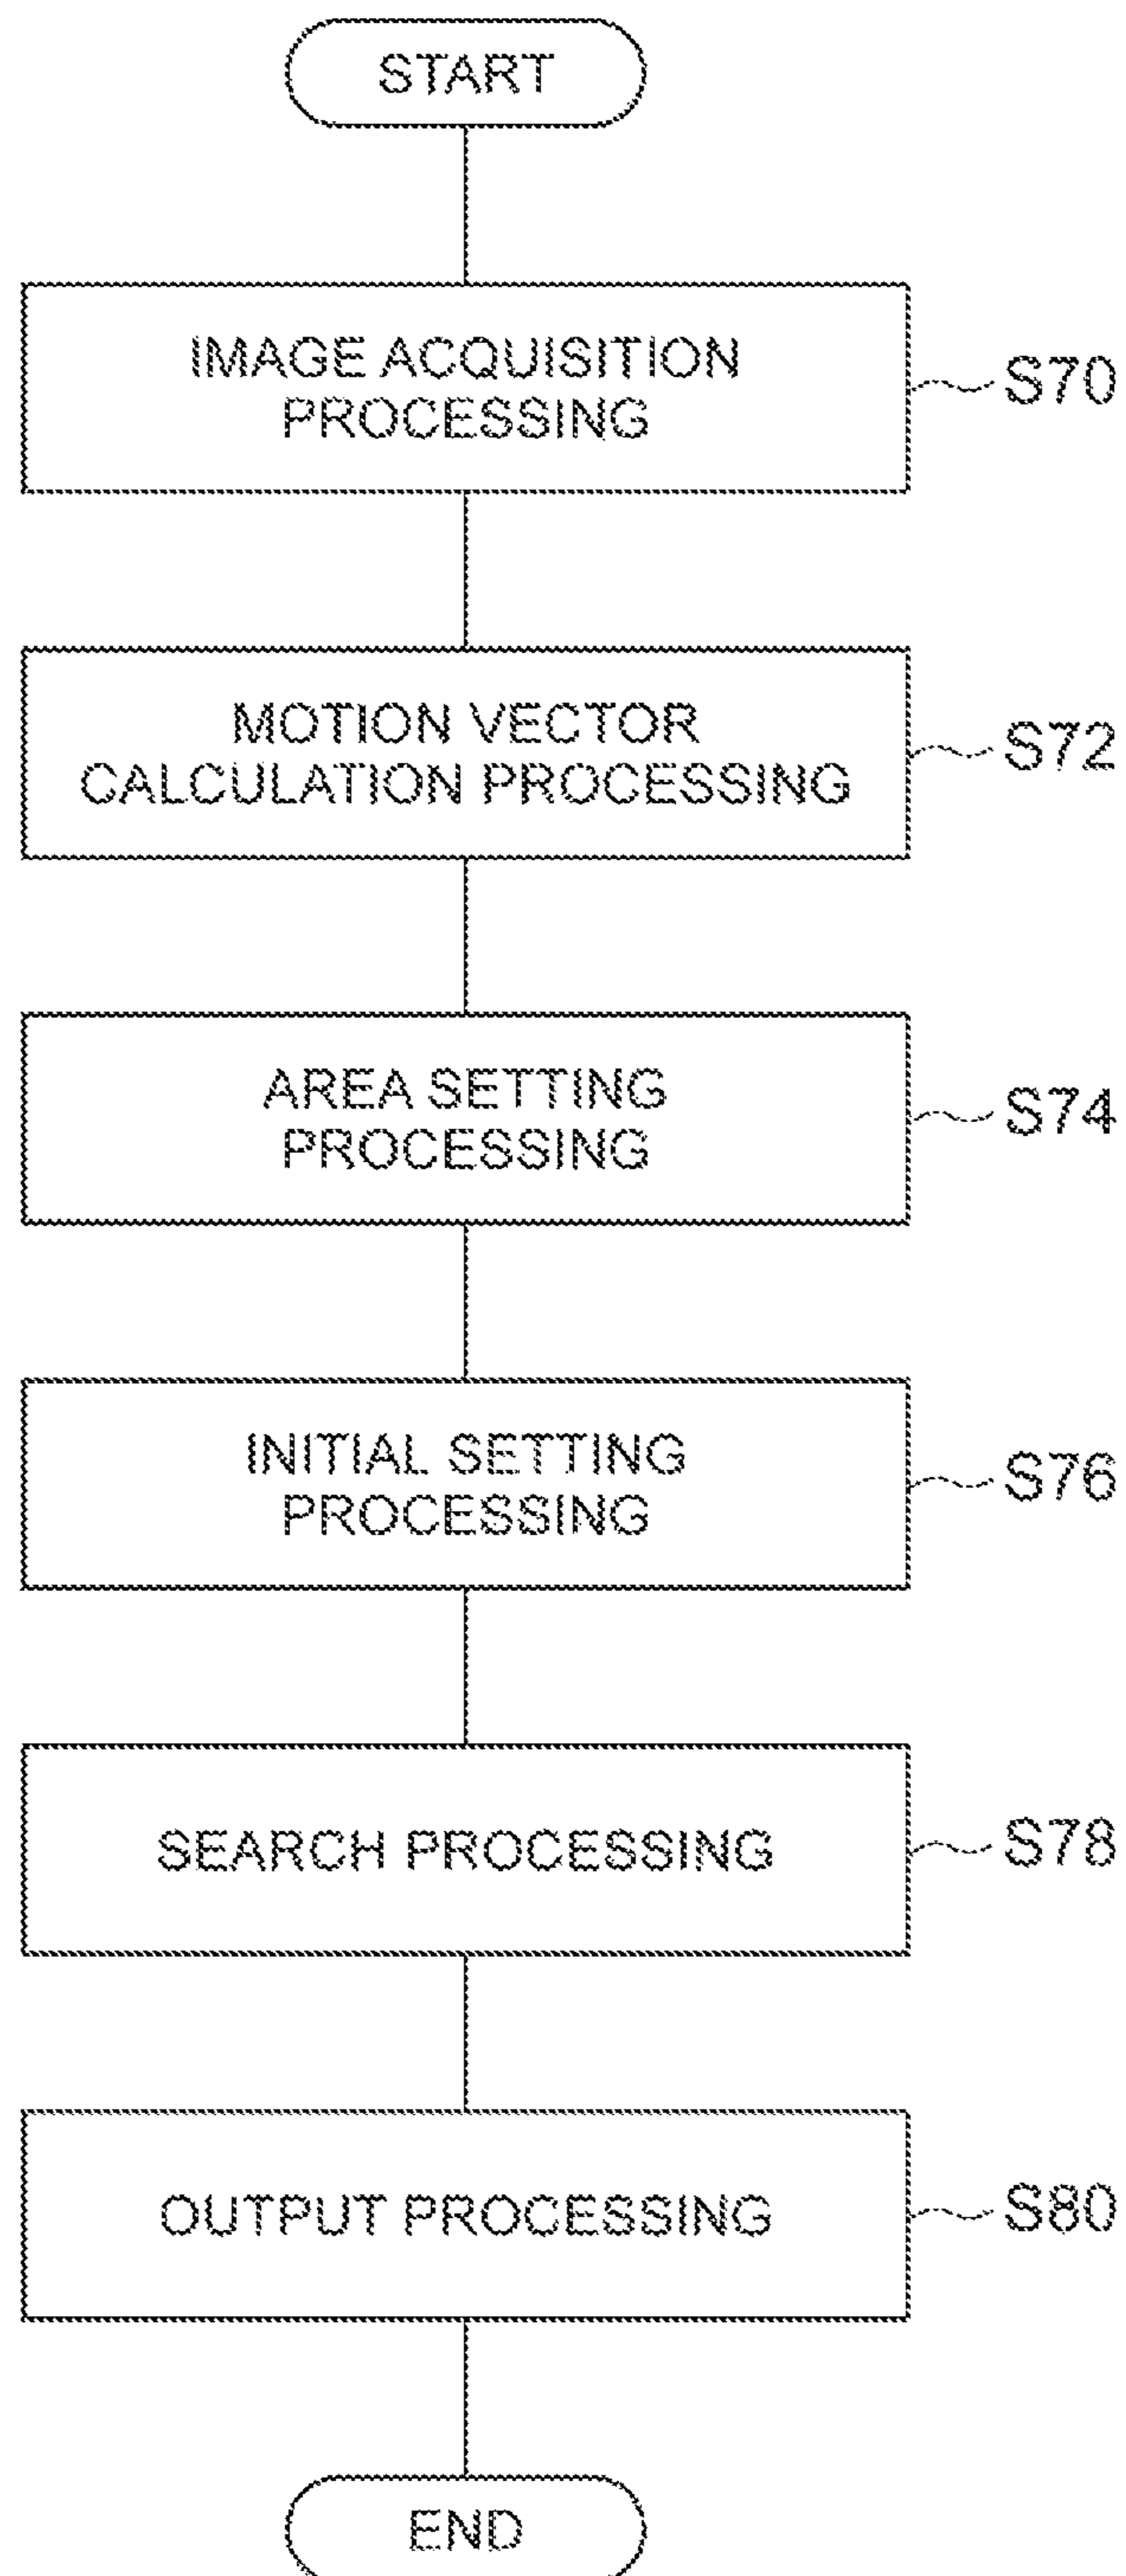 START
IMAGE ACQUISITION
PROCESSING
S70
MOTION VECTOR
CALCULATION PROCESSING
S72
AREA SETTING
PROCESSING
S74
INITIAL SETTING
PROCESSING
S76
SEARCH PROCESSING
S78
OUTPUT PROCESSING
S80
END